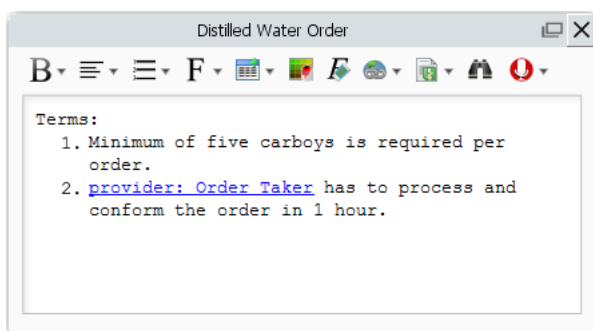 Distilled Water Order
B F F
Terms:
1. Minimum of five carboys is required per
order.
2. provider: Order Taker has to process and
conform the order in 1 hour.